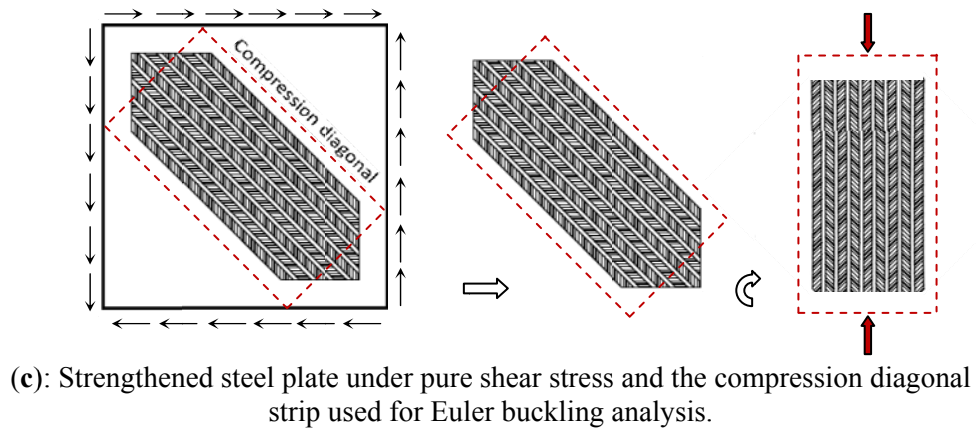 Compression diagonal
(c): Strengthened steel plate under pure shear stress and the compression diagonal
strip used for Euler buckling analysis.